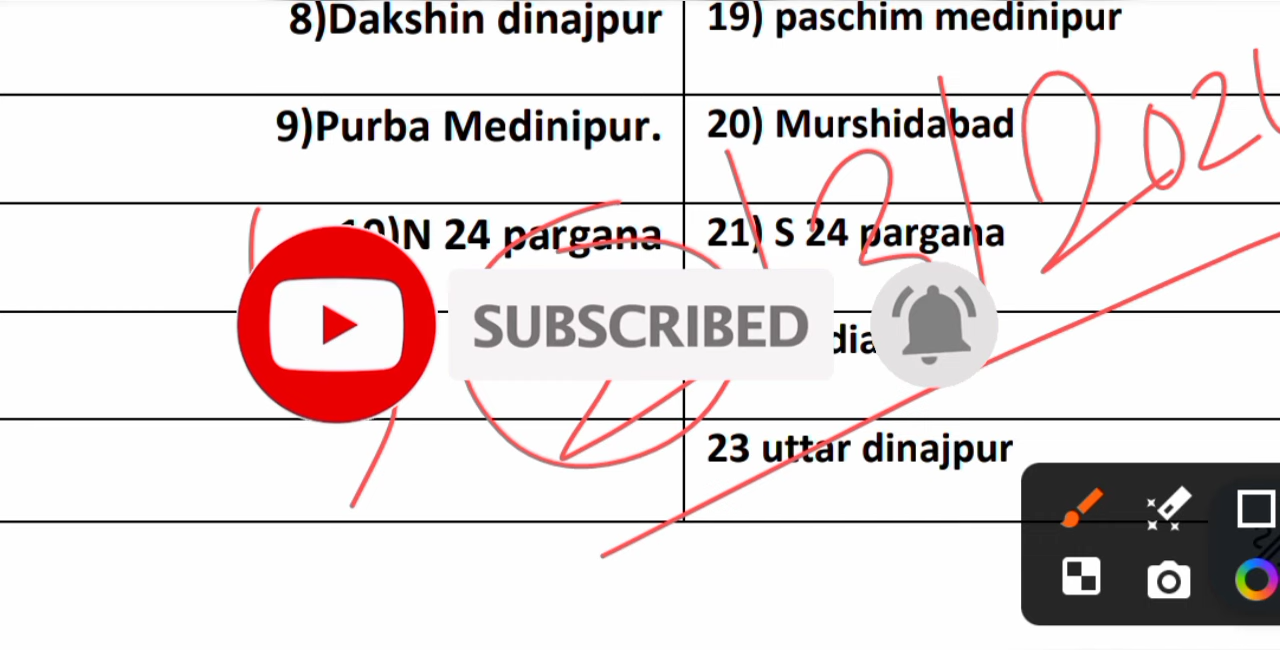 8)Dakshin dinajpur
19) paschim medinipur
9)Purba Medinipur.
20) Murshidabad
N 24 pargana
21) S 24 pargana
SUBSCRIBED
23 uttar dinajpur